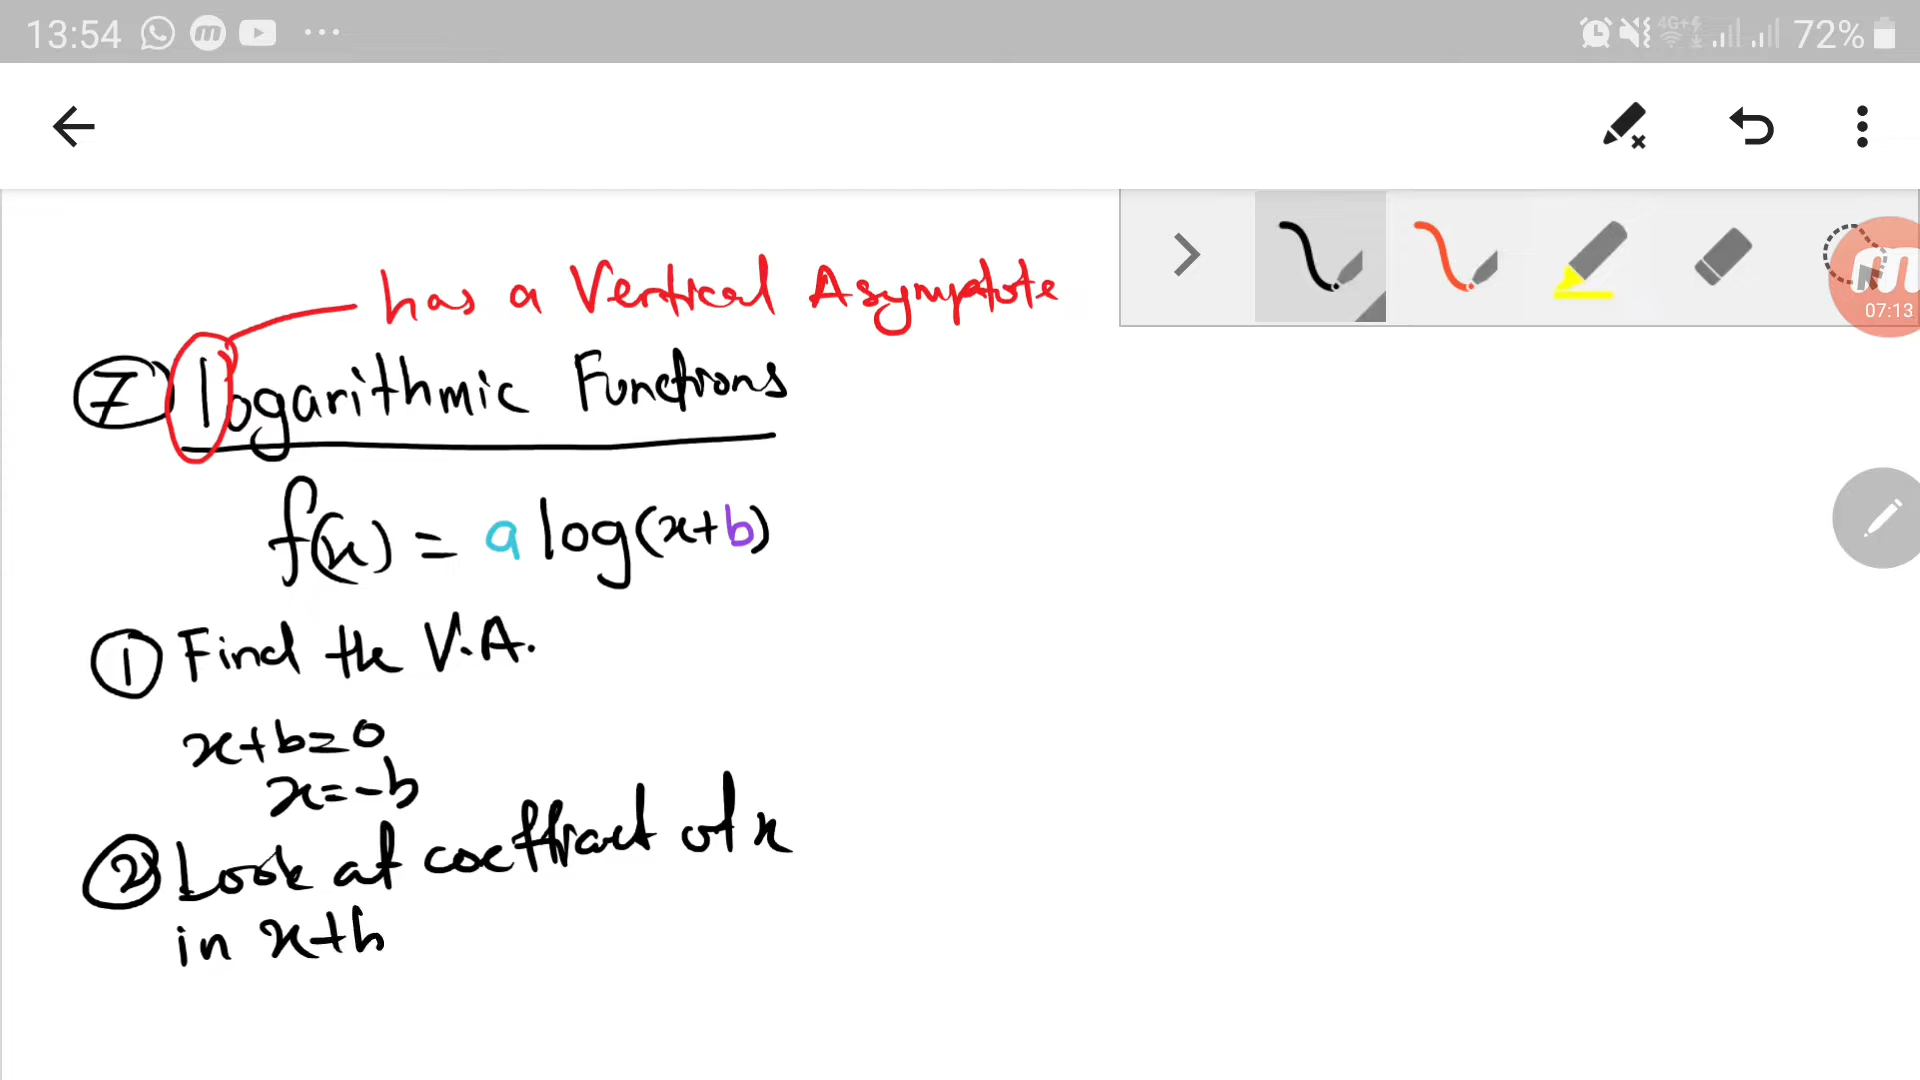 13:54 ... 4G+ 72%
07:13
has a Vertical Asymptote
7 logarithmic Functions
f(x) = a log(x+b)
1 Find the V.A.
x+b=0
x=-b
2 Look at coefficient of x
in x+b